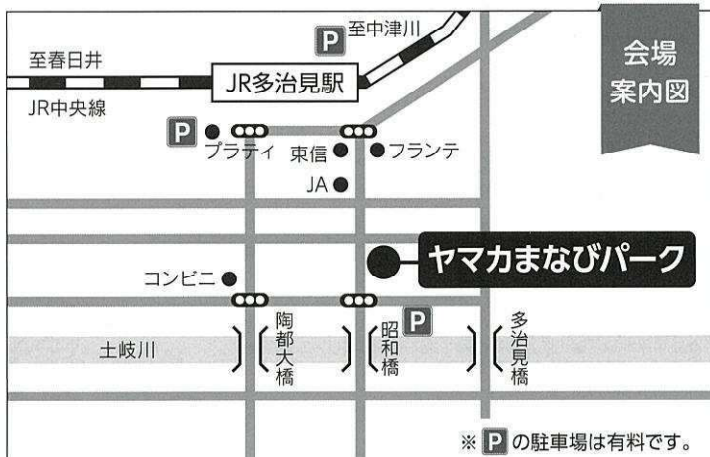 会場
案内図
至中津川
P
至春日井
JR多治見駅
JR中央線
P
プラティ
東信
フランテ
JA
ヤマカまなびパーク
コンビニ
P
陶都大橋
昭和橋
多治見橋
土岐川
※ P の駐車場は有料です。